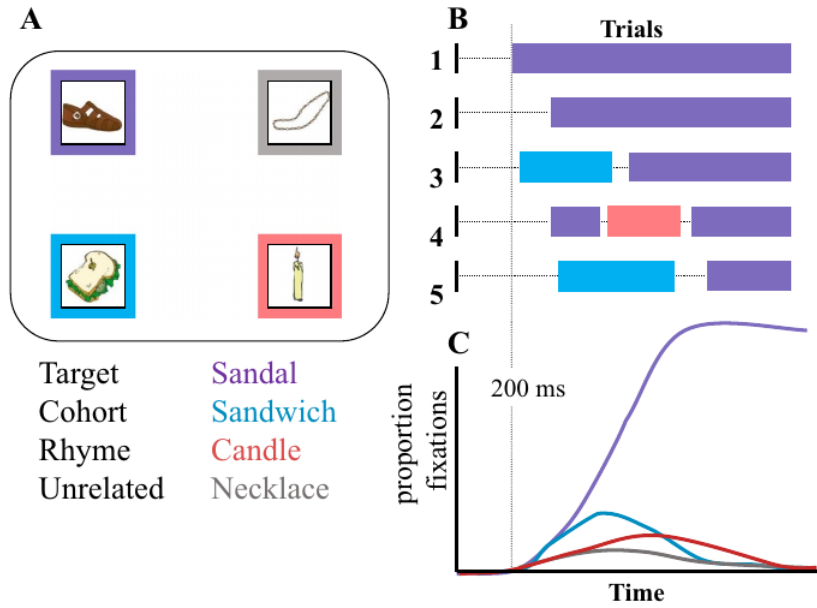 A
Target Sandal
Cohort Sandwich
Rhyme Candle
Unrelated Necklace
B
Trials
1
2
3
4
5
C
200 ms
proportion
fixations
Time